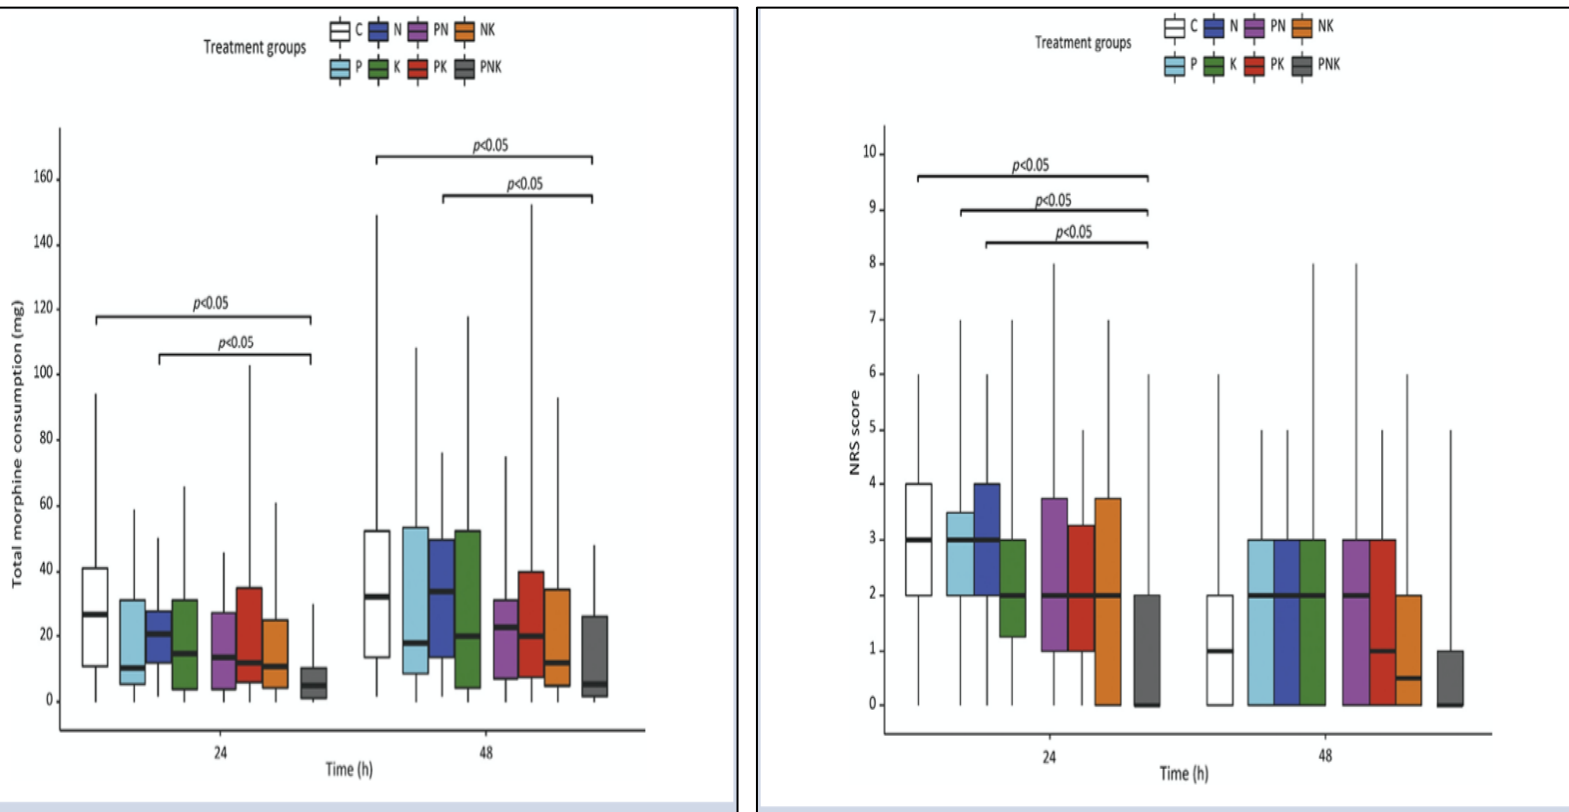 Treatment groups
C N PN NK
P K PK PNK
p<0.05
p<0.05
p<0.05
p<0.05
Total morphine consumption (mg)
160
140
120
100
80
60
40
20
0
24 48
Time (h)
Treatment groups
C N PN NK
P K PK PNK
p<0.05
p<0.05
p<0.05
NRS score
10
9
8
7
6
5
4
3
2
1
0
24 48
Time (h)